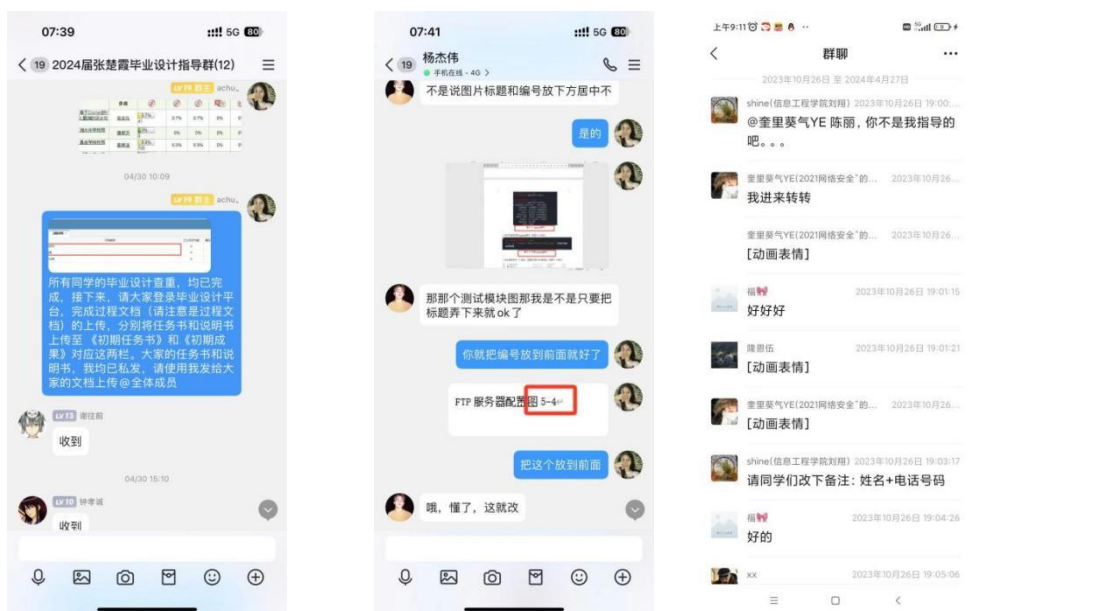 07:39
5G 80
19 2024届张楚霞毕业设计指导群(12)
achu。
04/30 10:09
achu。
所有同学的毕业设计查重，均已完
成，接下来，请大家登录毕业设计平
台，完成过程文档（请注意是过程文
档）的上传，分别将任务书和说明书
上传至《初期任务书》和《初期成
果》对应这两栏。大家的任务书和说
明书，我均已私发，请使用我发给大
家的文档上传@全体成员
LV13 谢往前
收到
04/30 15:10
LV10 钟孝诚
收到
07:41
5G 80
19 杨杰伟
手机在线 - 4G >
不是说图片标题和编号放下方居中不
是的
那那个测试模块图那我是不是只要把
标题弄下来就ok了
你就把编号放到前面就好了
FTP 服务器配置图 5-4
把这个放到前面
哦，懂了，这就改
上午9:11
群聊
2023年10月26日 至 2024年4月27日
shine(信息工程学院刘翔) 2023年10月26日 19:00:...
@奎里葵气YE 陈丽，你
不是我指导的
吧。。。
奎里葵气YE(2021网络安全"的... 2023年10月26...
我进来转转
奎里葵气YE(2021网络安全"的... 2023年10月26...
[动画表情]
福 2023年10月26日 19:01:15
好好好
隆恩伍 2023年10月26日 19:01:21
[动画表情]
奎里葵气YE(2021网络安全"的... 2023年10月26...
[动画表情]
shine(信息工程学院刘翔) 2023年10月26日 19:03:17
请同学们改下备注：姓名+电话号码
福 2023年10月26日 19:04:26
好的
xx 2023年10月26日 19:05:06